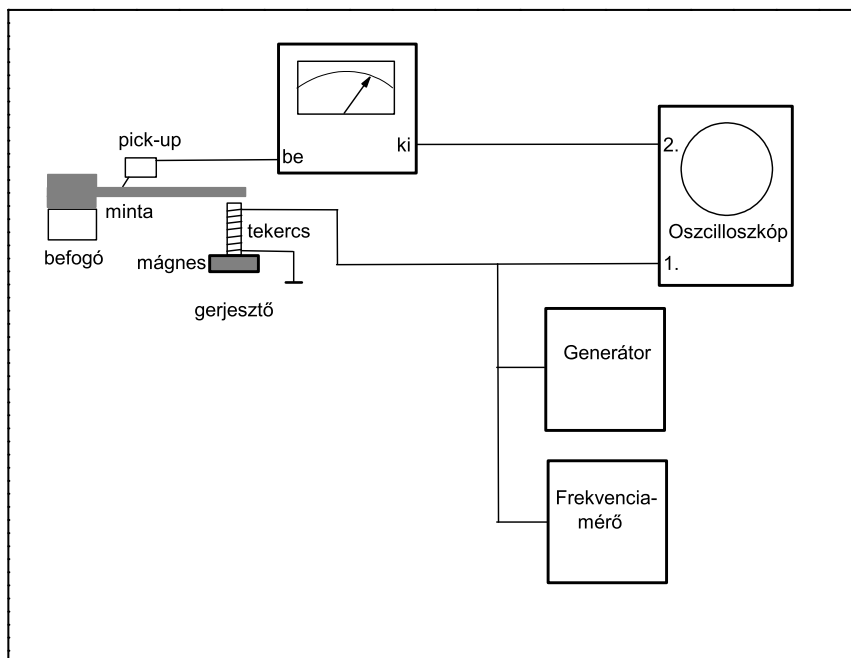 pick-up
be
ki
2.
minta
tekercs
Oszcilloszkóp
befogó
mágnes
1.
gerjesztő
Generátor
Frekvencia-
mérő